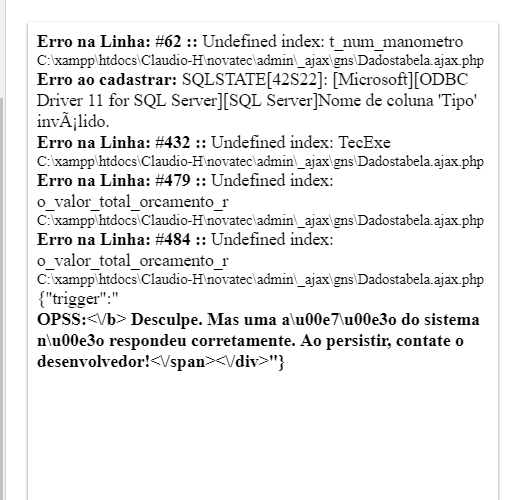 Erro na Linha: #62 :: Undefined index: t_num_manometro
C:\xampp\htdocs\Claudio-H\novatec\admin\_ajax\gns\Dadostabela.ajax.php
Erro ao cadastrar: SQLSTATE[42S22]: [Microsoft][ODBC
Driver 11 for SQL Server][SQL Server]Nome de coluna 'Tipo'
invÃ¡lido.
Erro na Linha: #432 :: Undefined index: TecExe
C:\xampp\htdocs\Claudio-H\novatec\admin\_ajax\gns\Dadostabela.ajax.php
Erro na Linha: #479 :: Undefined index:
o_valor_total_orcamento_r
C:\xampp\htdocs\Claudio-H\novatec\admin\_ajax\gns\Dadostabela.ajax.php
Erro na Linha: #484 :: Undefined index:
o_valor_total_orcamento_r
C:\xampp\htdocs\Claudio-H\novatec\admin\_ajax\gns\Dadostabela.ajax.php
{"trigger":"
OPSS:<\/b> Desculpe. Mas uma a\u00e7\u00e3o do sistema
n\u00e3o respondeu corretamente. Ao persistir, contate o
desenvolvedor!<\/span><\/div>"}